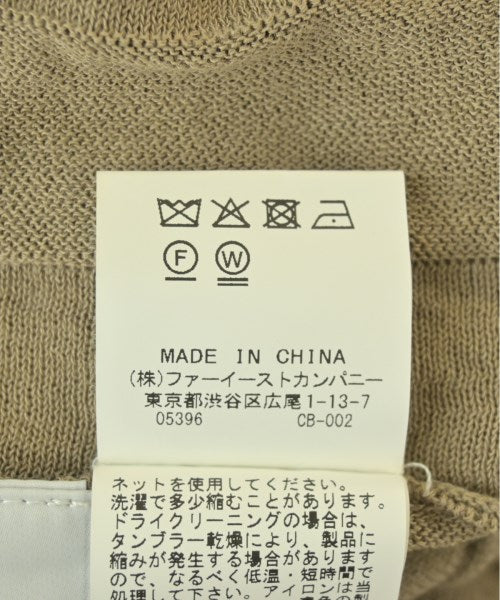 F
W
MADE IN CHINA
(株)ファーイーストカンパニー
東京都渋谷区広尾1-13-7
05396 CB-002
ネットを使用してください。
洗濯で多少縮むことがあります。
ドライクリーニングの場合は、
タンブラー乾燥により、製品に
縮みが発生する場合があります
ので、なるべく低温・短時間で
処理して下さい。アイロンは当